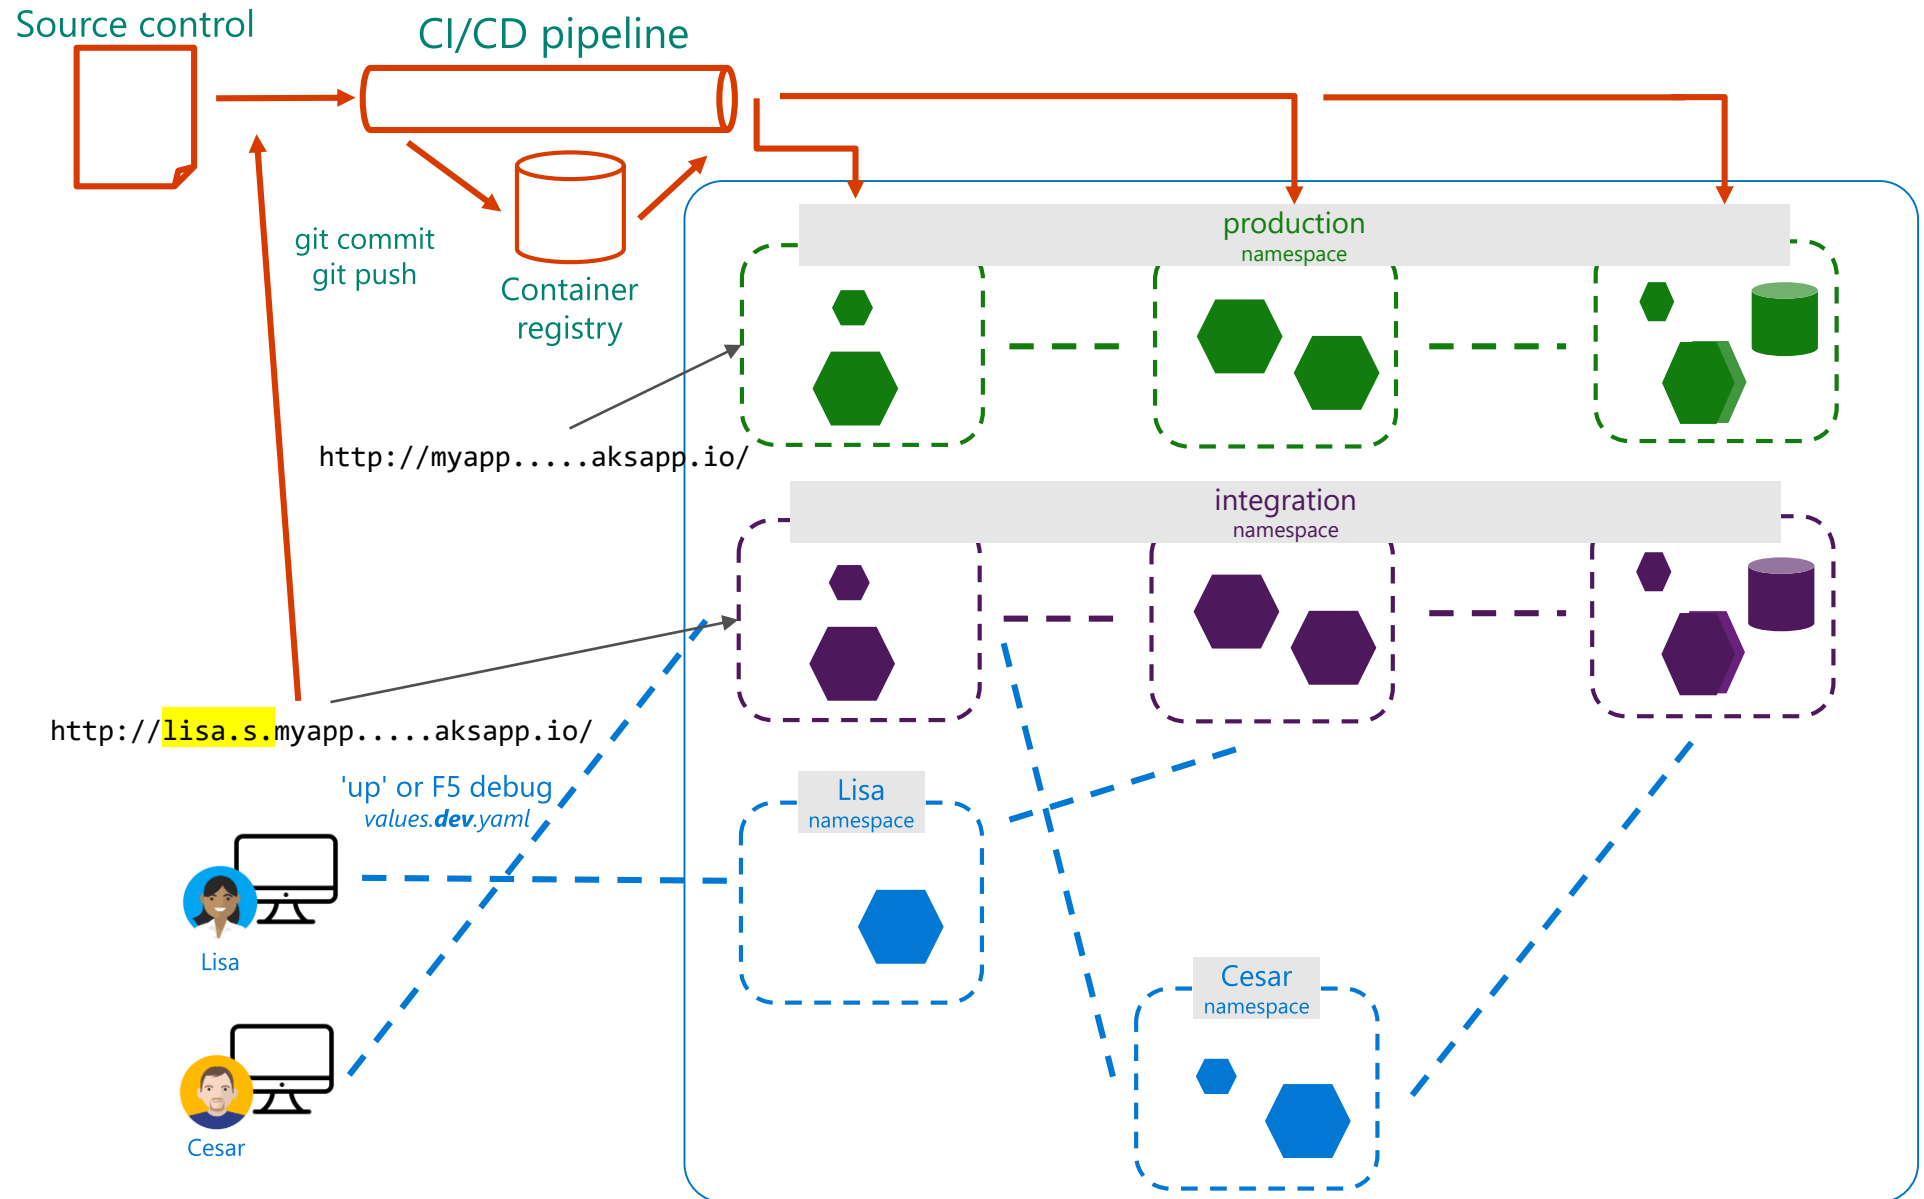 Source control
CI/CD pipeline
git commit
git push
Container
registry
production
namespace
http://myapp.....aksapp.io/
integration
namespace
http://lisa.s.myapp.....aksapp.io/
'up' or F5 debug
values.dev.yaml
Lisa
namespace
Lisa
Cesar
namespace
Cesar